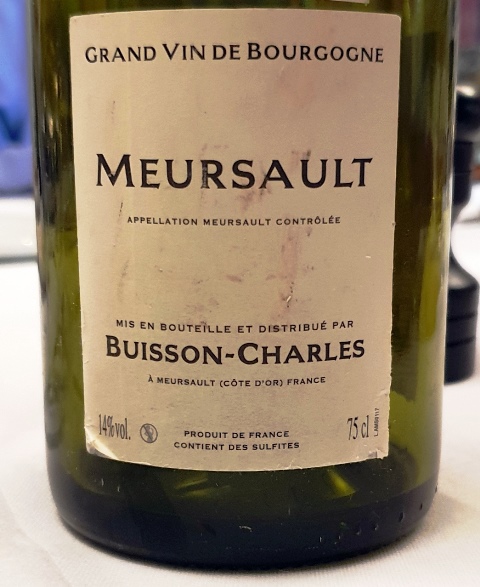 GRAND VIN DE BOURGOGNE
MEURSAULT
APPELLATION MEURSAULT CONTRÔLÉE
MIS EN BOUTEILLE ET DISTRIBUÉ PAR
BUISSON-CHARLES
À MEURSAULT (CÔTE D'OR) FRANCE
14% vol.
PRODUIT DE FRANCE
CONTIENT DES SULFITES
75 cl